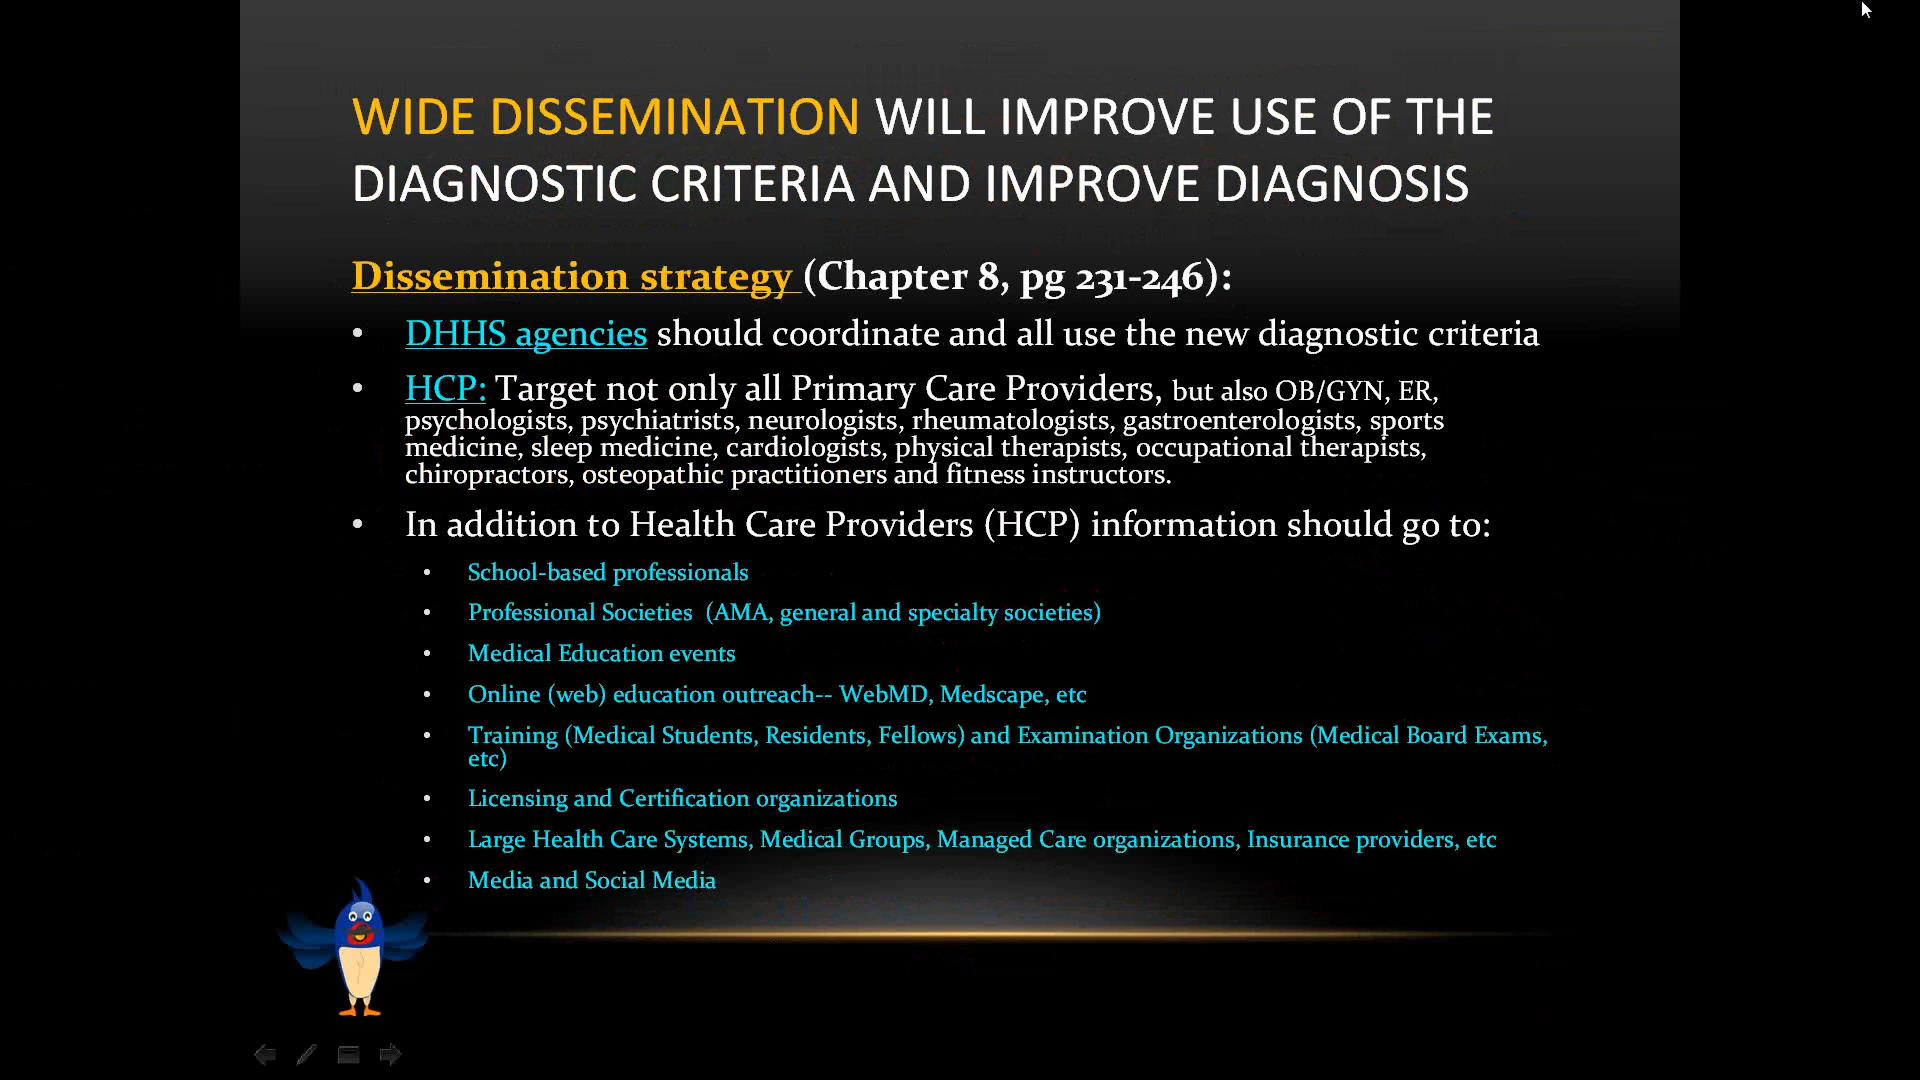 WIDE DISSEMINATION WILL IMPROVE USE OF THE
DIAGNOSTIC CRITERIA AND IMPROVE DIAGNOSIS
Dissemination strategy (Chapter 8, pg 231-246):
• DHHS agencies should coordinate and all use the new diagnostic criteria
• HCP: Target not only all Primary Care Providers, but also OB/GYN, ER,
psychologists, psychiatrists, neurologists, rheumatologists, gastroenterologists, sports
medicine, sleep medicine, cardiologists, physical therapists, occupational therapists,
chiropractors, osteopathic practitioners and fitness instructors.
• In addition to Health Care Providers (HCP) information should go to:
• School-based professionals
• Professional Societies (AMA, general and specialty societies)
• Medical Education events
• Online (web) education outreach-- WebMD, Medscape, etc
• Training (Medical Students, Residents, Fellows) and Examination Organizations (Medical Board Exams,
etc)
• Licensing and Certification organizations
• Large Health Care Systems, Medical Groups, Managed Care organizations, Insurance providers, etc
• Media and Social Media